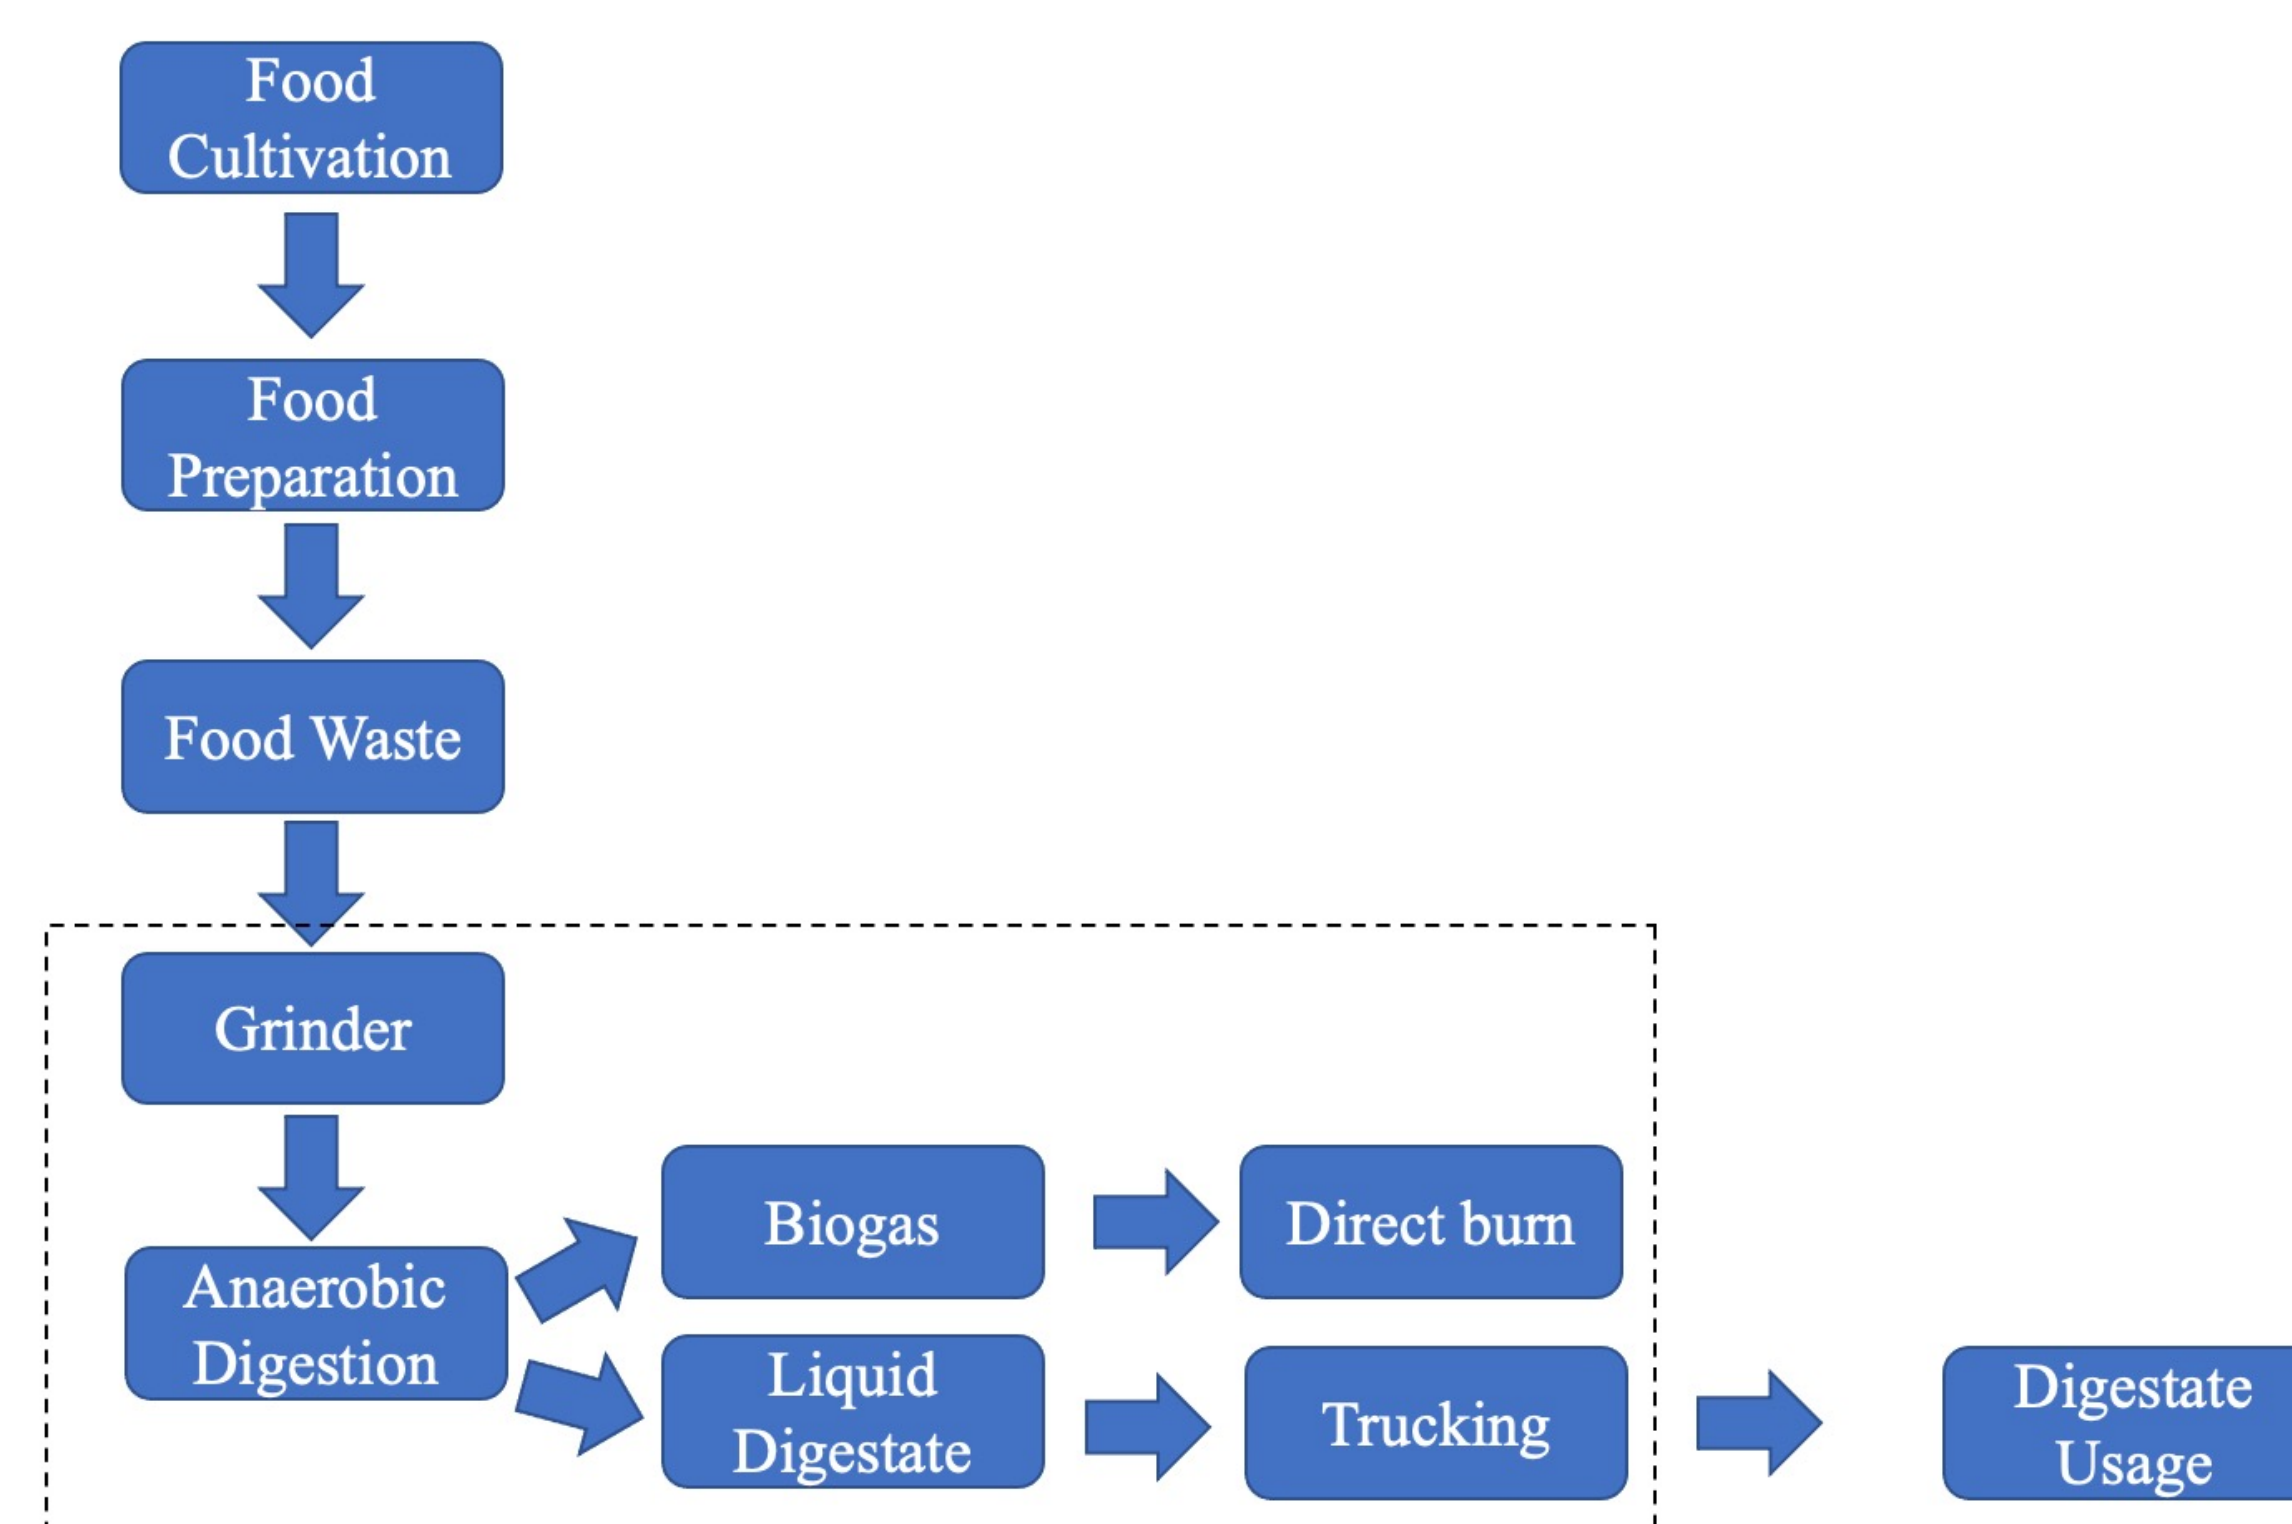 Food
Cultivation
Food
Preparation
Food Waste
Grinder
Anaerobic
Digestion
Biogas
Direct burn
Liquid
Digestate
Trucking
Digestate
Usage